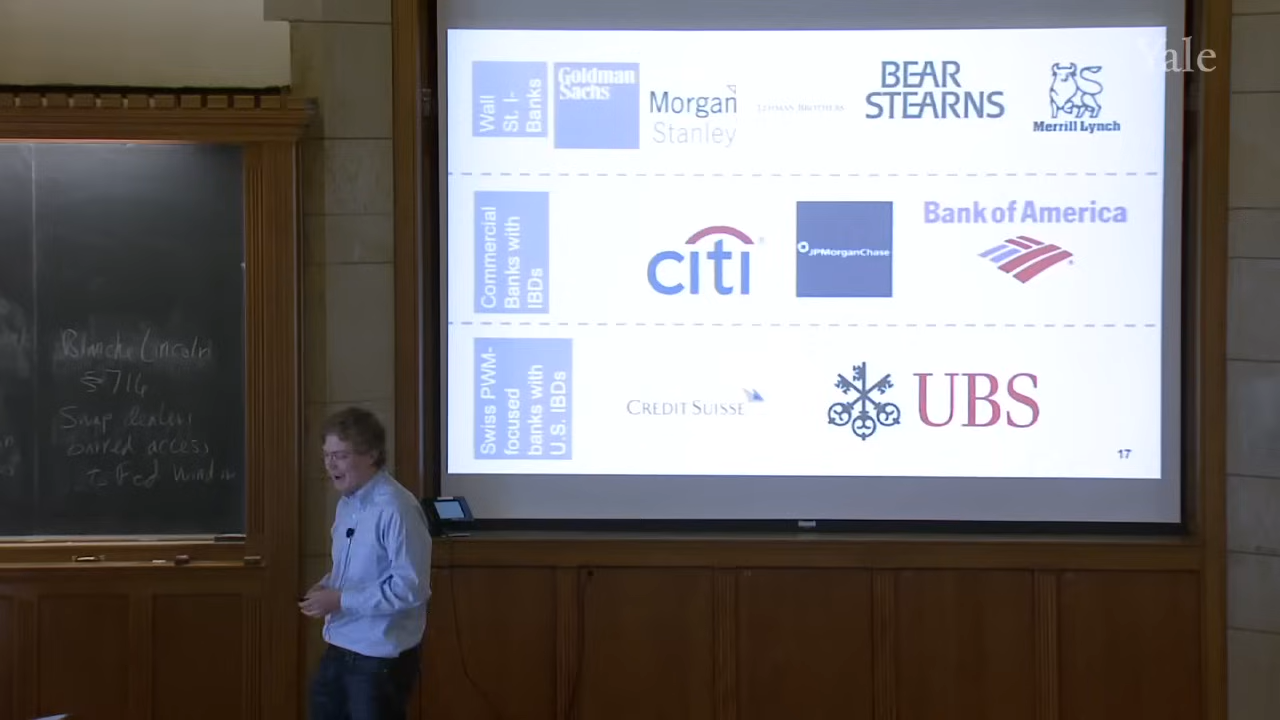 Yale
Wall
St. I-
Banks
Goldman
Sachs
Morgan
Stanley
LEHMAN BROTHERS
BEAR
STEARNS
Merrill Lynch
Commercial
Banks with
IBDs
citi
JPMorganChase
Bank of America
Swiss PWM-
focused
banks with
U.S. IBDs
CREDIT SUISSE
UBS
17
Blanche Lincoln
§716
Swap dealers
barred access
to Fed